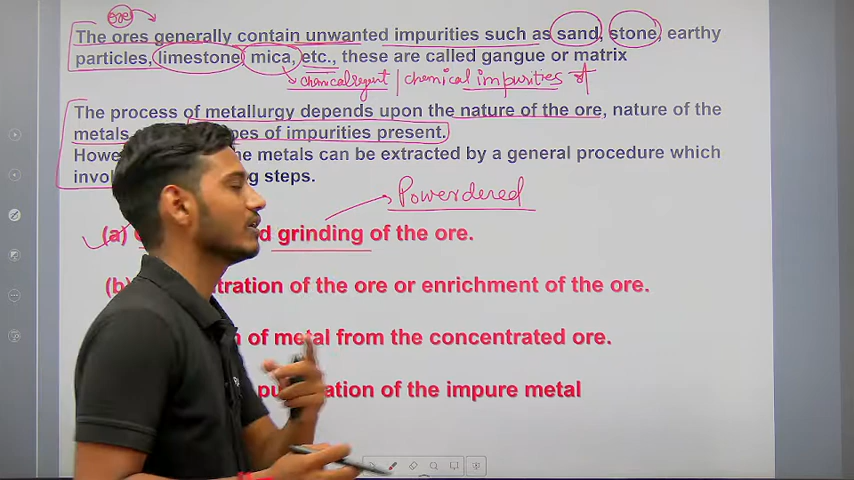 ore
The ores generally contain unwanted impurities such as sand, stone, earthy
particles, limestone mica, etc., these are called gangue or matrix
chemical regent | chemical impurities
The process of metallurgy depends upon the nature of the ore, nature of the
metals pes of impurities present.
Howe he metals can be extracted by a general procedure which
invol g steps.
Powerdered
(a) d grinding of the ore.
(b) tration of the ore or enrichment of the ore.
n of metal from the concentrated ore.
pu ation of the impure metal